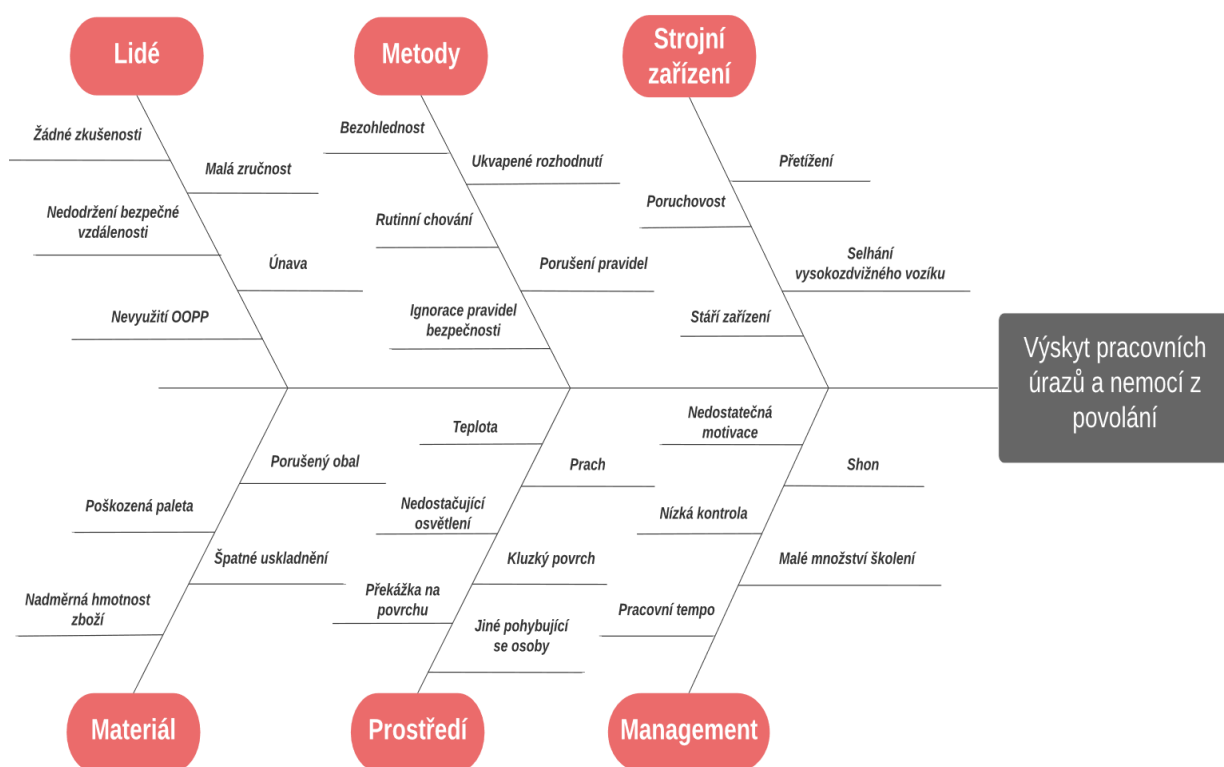 Lidé
Metody
Strojní
zařízení
Žádné zkušenosti
Malá zručnost
Nedodržení bezpečné
vzdálenosti
Únava
Nevyužití OOPP
Bezohlednost
Ukvapené rozhodnutí
Rutinní chování
Porušení pravidel
Ignorace pravidel
bezpečnosti
Přetížení
Poruchovost
Selhání
vysokozdvižného vozíku
Stáří zařízení
Výskyt pracovních
úrazů a nemocí z
povolání
Porušený obal
Poškozená paleta
Špatné uskladnění
Nadměrná hmotnost
zboží
Teplota
Prach
Nedostačující
osvětlení
Kluzký povrch
Překážka na
povrchu
Jiné pohybující
se osoby
Nedostatečná
motivace
Shon
Nízká kontrola
Malé množství školení
Pracovní tempo
Materiál
Prostředí
Management